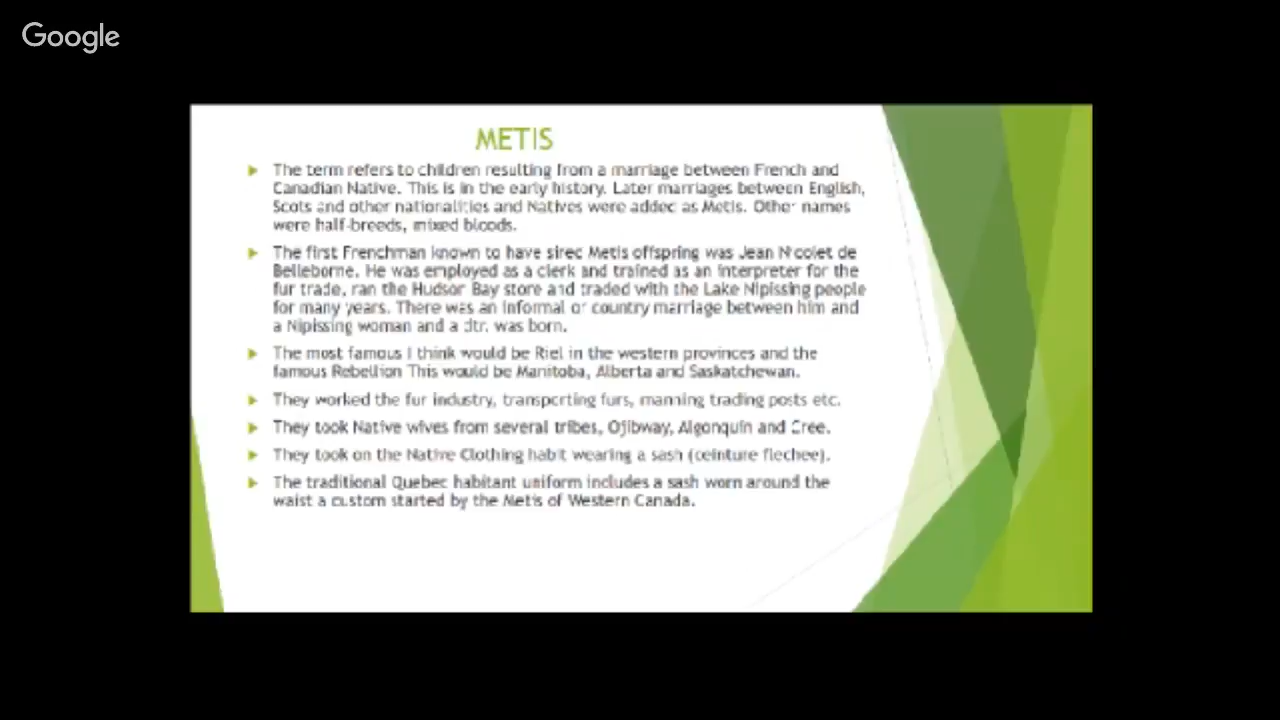 Google
METIS
The term refers to children resulting from a marriage between French and
Canadian Native. This is in the early history. Later marriages between English,
Scots and other nationalities and Natives were added as Metis. Other names
were half-breeds, mixed bloods.
The first Frenchman known to have sired Metis offspring was Jean Nicolet de
Belleborne. He was employed as a clerk and trained as an interpreter for the
fur trade, ran the Hudson Bay store and traded with the Lake Nipissing people
for many years. There was an informal or country marriage between him and
a Nipissing woman and a dtr. was born.
The most famous I think would be Riel in the western provinces and the
famous Rebellion This would be Manitoba, Alberta and Saskatchewan.
They worked the fur industry, transporting furs, manning trading posts etc.
They took Native wives from several tribes, Ojibway, Algonquin and Cree.
They took on the Native Clothing habit wearing a sash (ceinture flechee).
The traditional Quebec habitant uniform includes a sash worn around the
waist a custom started by the Metis of Western Canada.